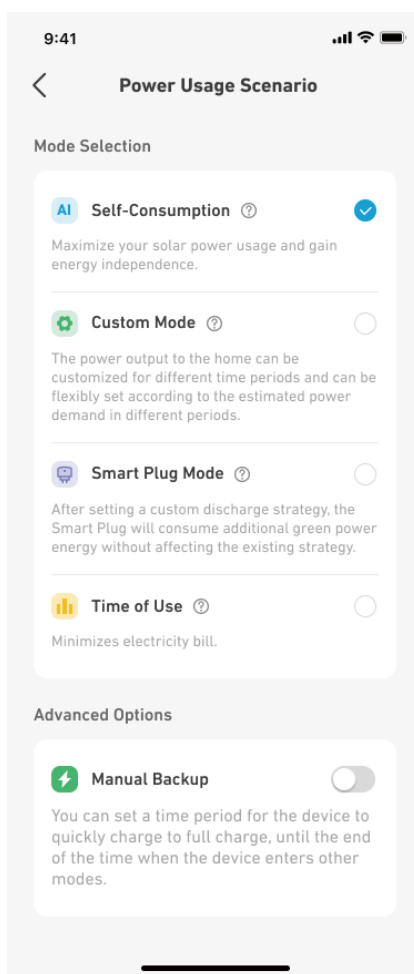 9:41
Power Usage Scenario
Mode Selection
AI Self-Consumption ?
Maximize your solar power usage and gain
energy independence.
Custom Mode ?
The power output to the home can be
customized for different time periods and can be
flexibly set according to the estimated power
demand in different periods.
Smart Plug Mode ?
After setting a custom discharge strategy, the
Smart Plug will consume additional green power
energy without affecting the existing strategy.
Time of Use ?
Minimizes electricity bill.
Advanced Options
Manual Backup
You can set a time period for the device to
quickly charge to full charge, until the end
of the time when the device enters other
modes.